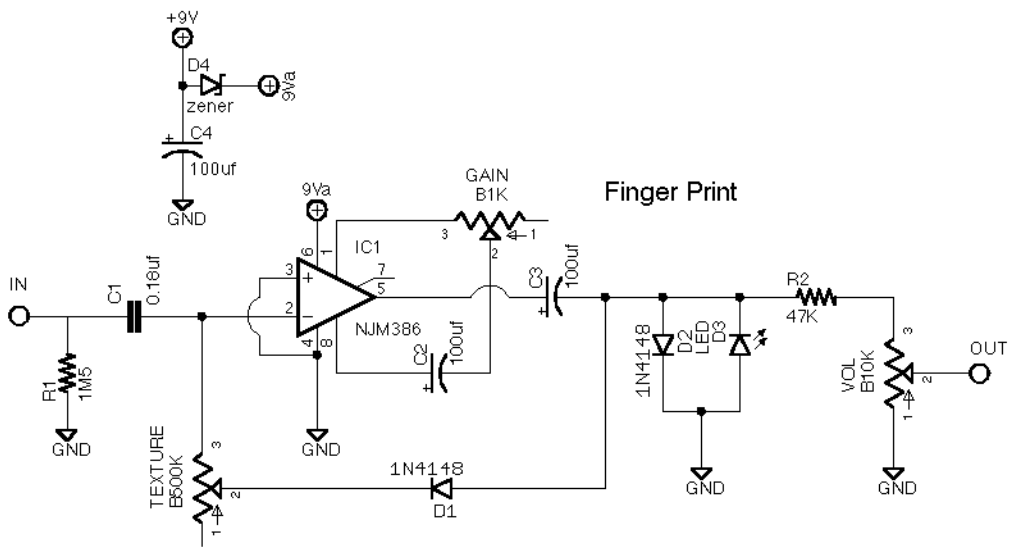 +9V
D4
zener
9Va
+
C4
100uf
GND
Finger Print
GAIN
B1K
3
1
2
9Va
6
1
IC1
3
+
7
5
2
-
4
8
NJM386
GND
IN
C1
0.18uf
R1
1M5
GND
C2
100uf
+
C3
100uf
+
TEXTURE
B500K
3
2
1
1N4148
D1
1N4148
D2
LED
D3
GND
R2
47K
VOL
B10K
3
2
1
OUT
GND